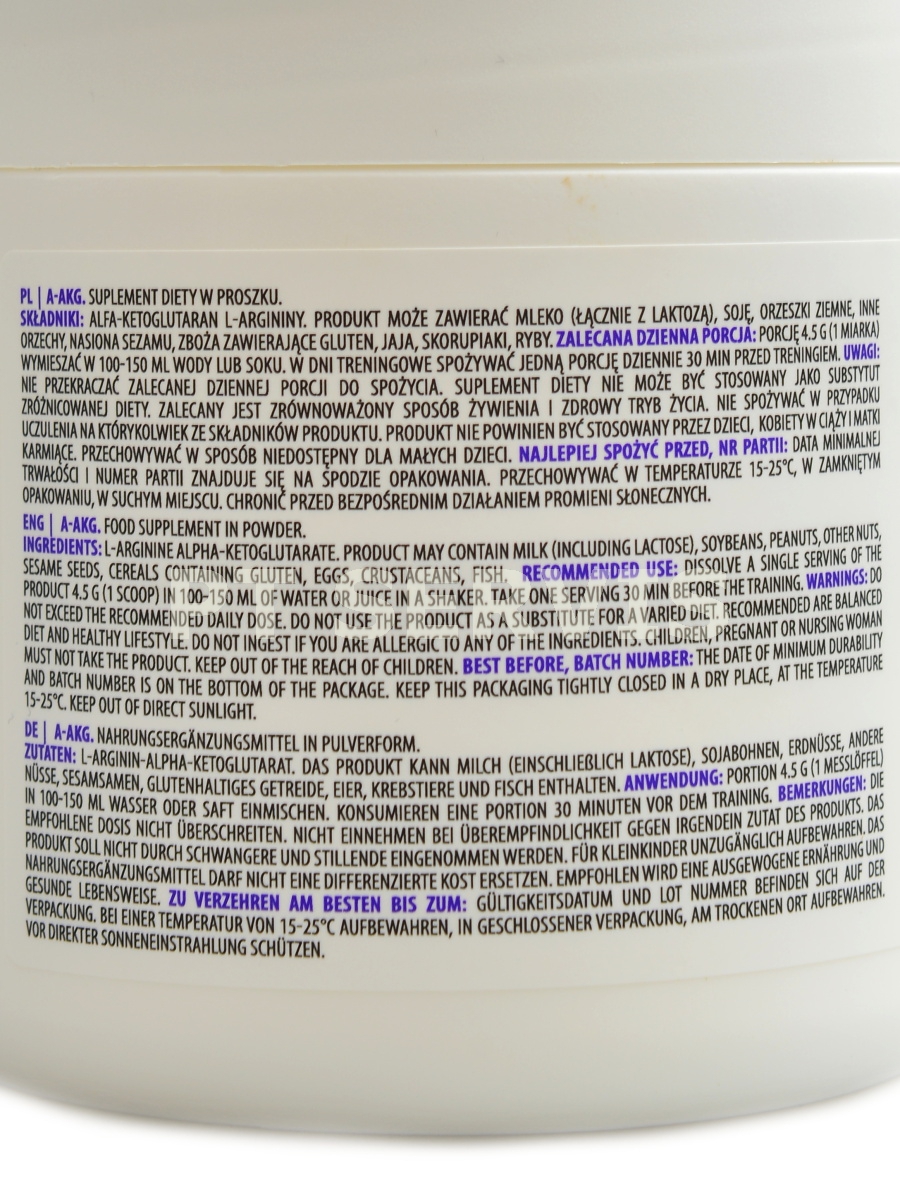 PL | A-AKG. SUPLEMENT DIETY W PROSZKU.
SKŁADNIKI: ALFA-KETOGLUTARAN L-ARGININY. PRODUKT MOŻE ZAWIERAĆ MLEKO (ŁĄCZNIE Z LAKTOZĄ), SOJĘ, ORZESZKI ZIEMNE, INNE
ORZECHY, NASIONA SEZAMU, ZBOŻA ZAWIERAJĄCE GLUTEN, JAJA, SKORUPIAKI, RYBY. ZALECANA DZIENNA PORCJA: PORCJĘ 4.5 G (1 MIARKA)
WYMIESZAĆ W 100-150 ML WODY LUB SOKU. W DNI TRENINGOWE SPOŻYWAĆ JEDNĄ PORCJĘ DZIENNIE 30 MIN PRZED TRENINGIEM. UWAGI:
NIE PRZEKRACZAĆ ZALECANEJ DZIENNEJ PORCJI DO SPOŻYCIA. SUPLEMENT DIETY NIE MOŻE BYĆ STOSOWANY JAKO SUBSTYTUT
ZRÓŻNICOWANEJ DIETY. ZALECANY JEST ZRÓWNOWAŻONY SPOSÓB ŻYWIENIA I ZDROWY TRYB ŻYCIA. NIE SPOŻYWAĆ W PRZYPADKU
UCZULENIA NA KTÓRYKOLWIEK ZE SKŁADNIKÓW PRODUKTU. PRODUKT NIE POWINIEN BYĆ STOSOWANY PRZEZ DZIECI, KOBIETY W CIĄŻY I MATKI
KARMIĄCE. PRZECHOWYWAĆ W SPOSÓB NIEDOSTĘPNY DLA MAŁYCH DZIECI. NAJLEPIEJ SPOŻYĆ PRZED, NR PARTII: DATA MINIMALNEJ
TRWAŁOŚCI I NUMER PARTII ZNAJDUJE SIĘ NA SPODZIE OPAKOWANIA. PRZECHOWYWAĆ W TEMPERATURZE 15-25°C, W ZAMKNIĘTYM
OPAKOWANIU, W SUCHYM MIEJSCU. CHRONIĆ PRZED BEZPOŚREDNIM DZIAŁANIEM PROMIENI SŁONECZNYCH.
ENG | A-AKG. FOOD SUPPLEMENT IN POWDER.
INGREDIENTS: L-ARGININE ALPHA-KETOGLUTARATE. PRODUCT MAY CONTAIN MILK (INCLUDING LACTOSE), SOYBEANS, PEANUTS, OTHER NUTS,
SESAME SEEDS, CEREALS CONTAINING GLUTEN, EGGS, CRUSTACEANS, FISH. RECOMMENDED USE: DISSOLVE A SINGLE SERVING OF THE
PRODUCT 4.5 G (1 SCOOP) IN 100-150 ML OF WATER OR JUICE IN A SHAKER. TAKE ONE SERVING 30 MIN BEFORE THE TRAINING. WARNINGS: DO
NOT EXCEED THE RECOMMENDED DAILY DOSE. DO NOT USE THE PRODUCT AS A SUBSTITUTE FOR A VARIED DIET. RECOMMENDED ARE BALANCED
DIET AND HEALTHY LIFESTYLE. DO NOT INGEST IF YOU ARE ALLERGIC TO ANY OF THE INGREDIENTS. CHILDREN, PREGNANT OR NURSING WOMAN
MUST NOT TAKE THE PRODUCT. KEEP OUT OF THE REACH OF CHILDREN. BEST BEFORE, BATCH NUMBER: THE DATE OF MINIMUM DURABILITY
AND BATCH NUMBER IS ON THE BOTTOM OF THE PACKAGE. KEEP THIS PACKAGING TIGHTLY CLOSED IN A DRY PLACE, AT THE TEMPERATURE
15-25°C. KEEP OUT OF DIRECT SUNLIGHT.
DE | A-AKG. NAHRUNGSERGÄNZUNGSMITTEL IN PULVERFORM.
ZUTATEN: L-ARGININ-ALPHA-KETOGLUTARAT. DAS PRODUKT KANN MILCH (EINSCHLIEßLICH LAKTOSE), SOJABOHNEN, ERDNÜSSE, ANDERE
NÜSSE, SESAMSAMEN, GLUTENHALTIGES GETREIDE, EIER, KREBSTIERE UND FISCH ENTHALTEN. ANWENDUNG: PORTION 4.5 G (1 MESSLÖFFEL)
IN 100-150 ML WASSER ODER SAFT EINMISCHEN. KONSUMIEREN EINE PORTION 30 MINUTEN VOR DEM TRAINING. BEMERKUNGEN: DIE
EMPFOHLENE DOSIS NICHT ÜBERSCHREITEN. NICHT EINNEHMEN BEI ÜBEREMPFINDLICHKEIT GEGEN IRGENDEIN ZUTAT DES PRODUKTS. DAS
PRODUKT SOLL NICHT DURCH SCHWANGERE UND STILLENDE EINGENOMMEN WERDEN. FÜR KLEINKINDER UNZUGÄNGLICH AUFBEWAHREN. DAS
NAHRUNGSERGÄNZUNGSMITTEL DARF NICHT EINE DIFFERENZIERTE KOST ERSETZEN. EMPFOHLEN WIRD EINE AUSGEWOGENE ERNÄHRUNG UND
GESUNDE LEBENSWEISE. ZU VERZEHREN AM BESTEN BIS ZUM: GÜLTIGKEITSDATUM UND LOT NUMMER BEFINDEN SICH AUF DER
VERPACKUNG. BEI EINER TEMPERATUR VON 15-25°C AUFBEWAHREN, IN GESCHLOSSENER VERPACKUNG, AM TROCKENEN ORT AUFBEWAHREN.
VOR DIREKTER SONNENEINSTRAHLUNG SCHÜTZEN.